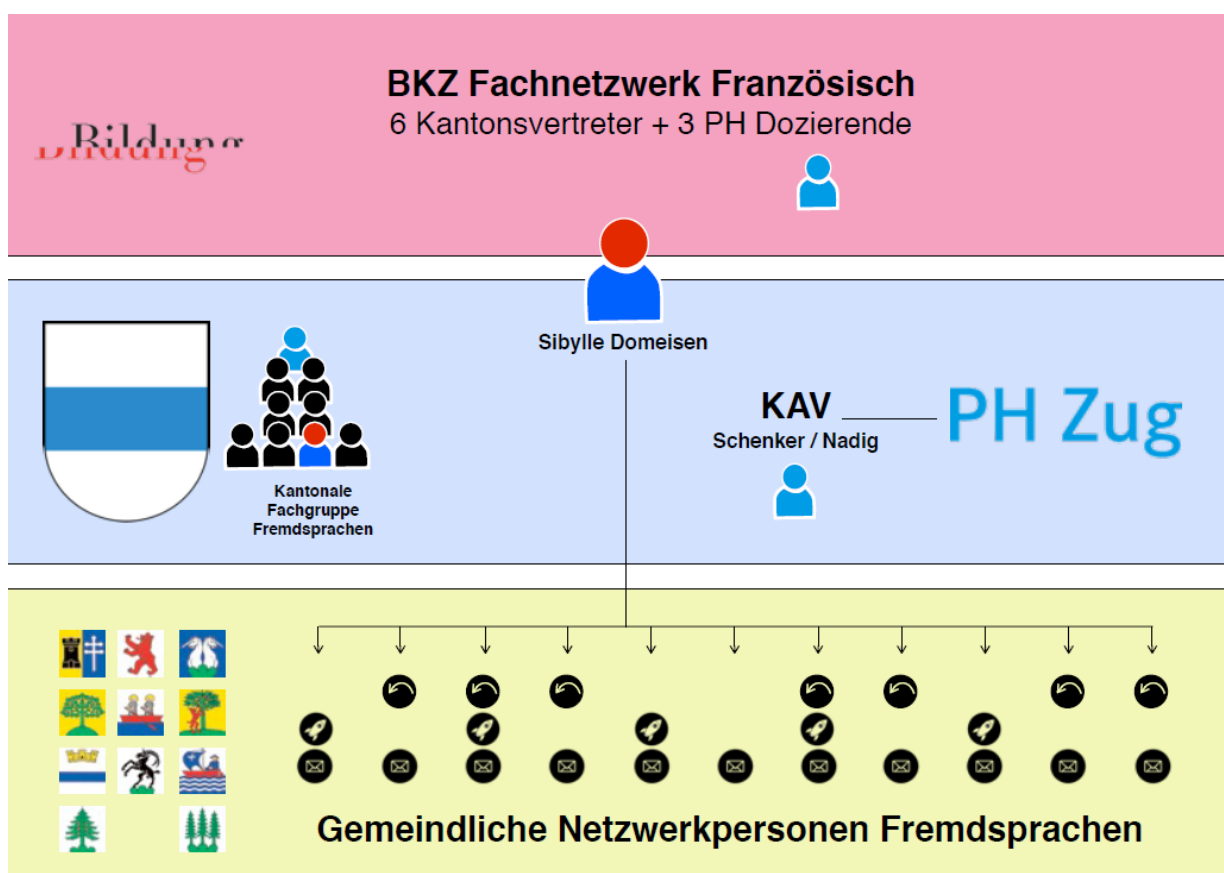 BKZ Fachnetzwerk Französisch
6 Kantonsvertreter + 3 PH Dozierende
Bildung
Sibylle Domeisen
KAV
Schenker / Nadig
PH Zug
Kantonale
Fachgruppe
Fremdsprachen
Gemeindliche Netzwerkpersonen Fremdsprachen